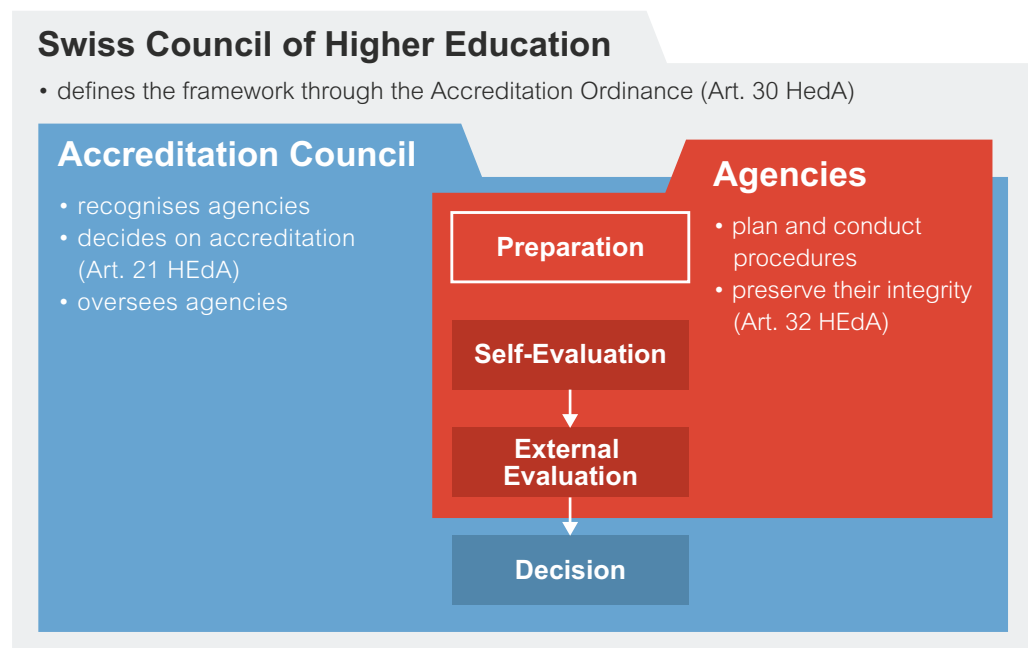 Swiss Council of Higher Education
• defines the framework through the Accreditation Ordinance (Art. 30 HedA)
Accreditation Council
• recognises agencies
• decides on accreditation
(Art. 21 HEdA)
• oversees agencies
Agencies
• plan and conduct
procedures
• preserve their integrity
(Art. 32 HEdA)
Preparation
Self-Evaluation
External
Evaluation
Decision